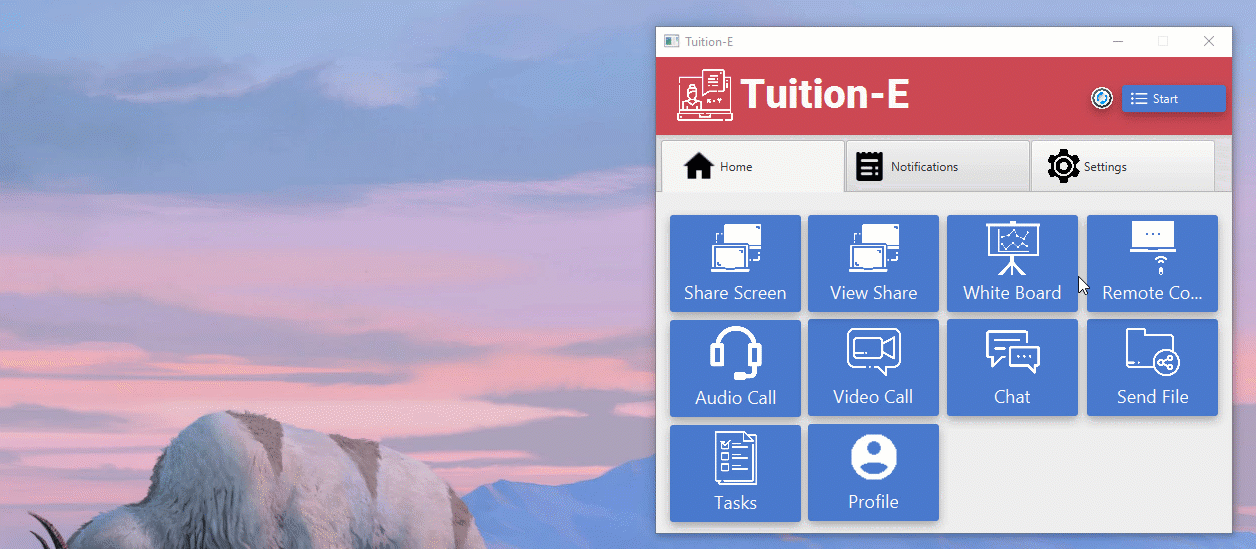 Tuition-E
Tuition-E
Start
Home
Notifications
Settings
Share Screen
View Share
White Board
Remote Co...
Audio Call
Video Call
Chat
Send File
Tasks
Profile